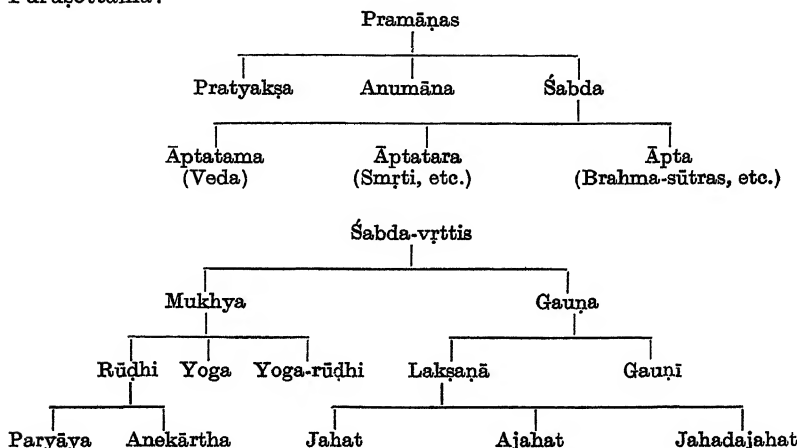 Puruṣottama:
Pramāṇas
Pratyakṣa Anumāna Śabda
Āptatama Āptatara Āpta
(Veda) (Smṛti, etc.) (Brahma-sūtras, etc.)
Śabda-vṛttis
Mukhya Gauṇa
Rūḍhi Yoga Yoga-rūḍhi Lakṣaṇā Gauṇī
Paryāya Anekārtha Jahat Ajahat Jahadajahat